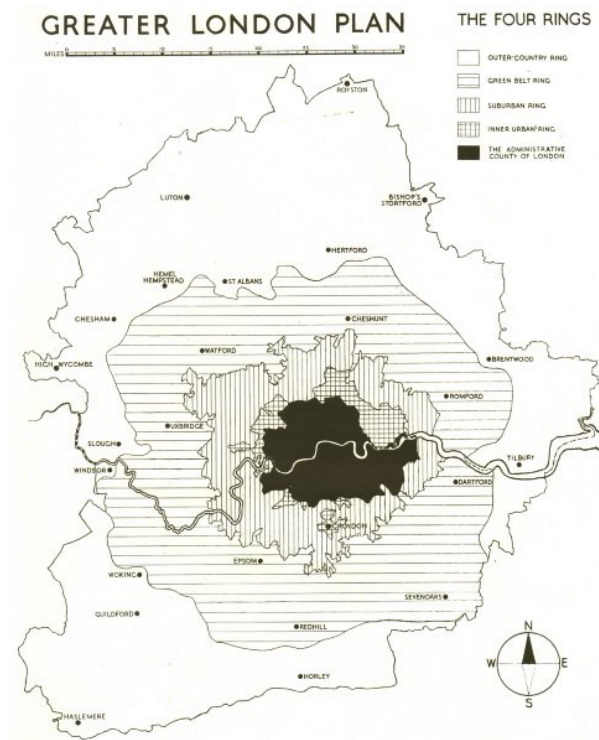 GREATER LONDON PLAN
MILES
THE FOUR RINGS
OUTER-COUNTRY RING
GREEN BELT RING
SUBURBAN RING
INNER URBAN RING
THE ADMINISTRATIVE
COUNTY OF LONDON
ROYSTON
LUTON
BISHOP'S
STORTFORD
HERTFORD
HEMEL
HEMPSTEAD
ST. ALBANS
CHESHAM
CHESHUNT
WATFORD
BRENTWOOD
HIGH WYCOMBE
ROMFORD
UXBRIDGE
SLOUGH
TILBURY
WINDSOR
DARTFORD
CROYDON
EPSOM
WOKING
SEVENOAKS
GUILDFORD
REDHILL
N
W
E
S
HORLEY
HASLEMERE